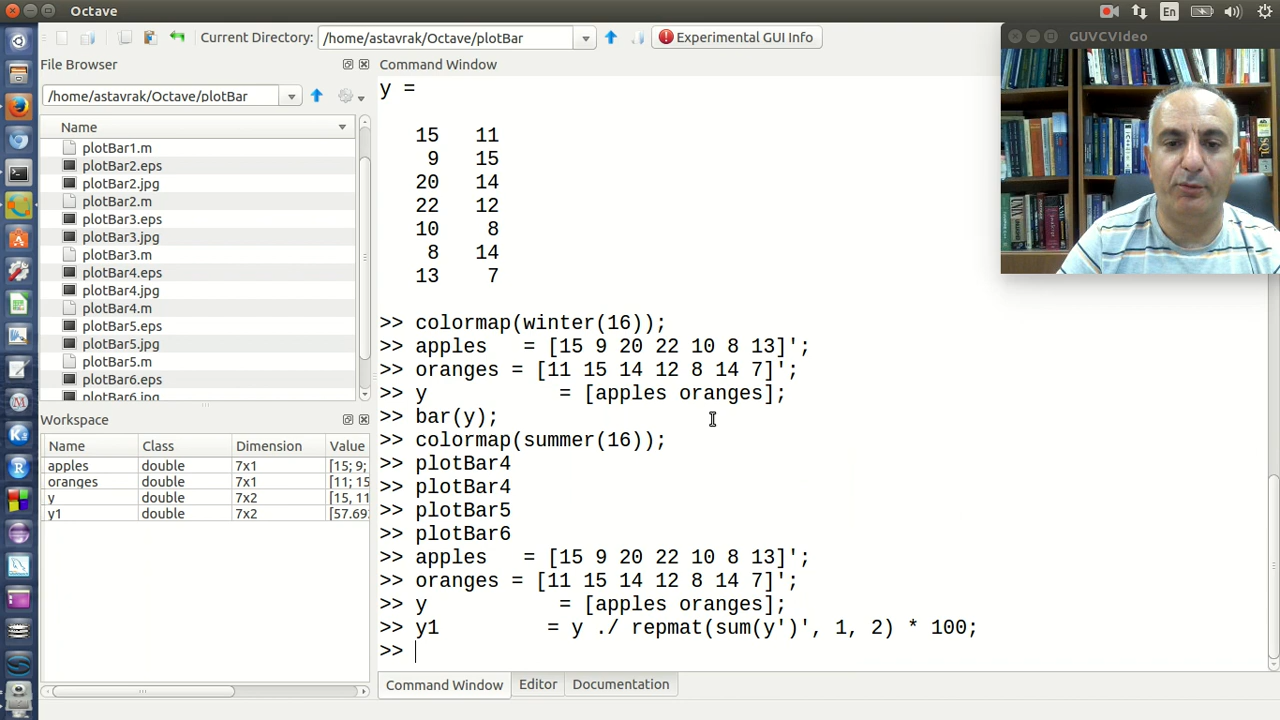 Octave
En
Current Directory: /home/astavrak/Octave/plotBar Experimental GUI Info
GUVCVIdeo
File Browser
Command Window
/home/astavrak/Octave/plotBar
Name
plotBar1.m
plotBar2.eps
plotBar2.jpg
plotBar2.m
plotBar3.eps
plotBar3.jpg
plotBar3.m
plotBar4.eps
plotBar4.jpg
plotBar4.m
plotBar5.eps
plotBar5.jpg
plotBar5.m
plotBar6.eps
plotBar6.jpg
Workspace
Name Class Dimension Value
apples double 7x1 [15; 9;
oranges double 7x1 [11; 15
y double 7x2 [15, 11
y1 double 7x2 [57.69
y =
15 11
9 15
20 14
22 12
10 8
8 14
13 7
>> colormap(winter(16));
>> apples = [15 9 20 22 10 8 13]';
>> oranges = [11 15 14 12 8 14 7]';
>> y = [apples oranges];
>> bar(y);
>> colormap(summer(16));
>> plotBar4
>> plotBar4
>> plotBar5
>> plotBar6
>> apples = [15 9 20 22 10 8 13]';
>> oranges = [11 15 14 12 8 14 7]';
>> y = [apples oranges];
>> y1 = y ./ repmat(sum(y')', 1, 2) * 100;
>>
Command Window Editor Documentation